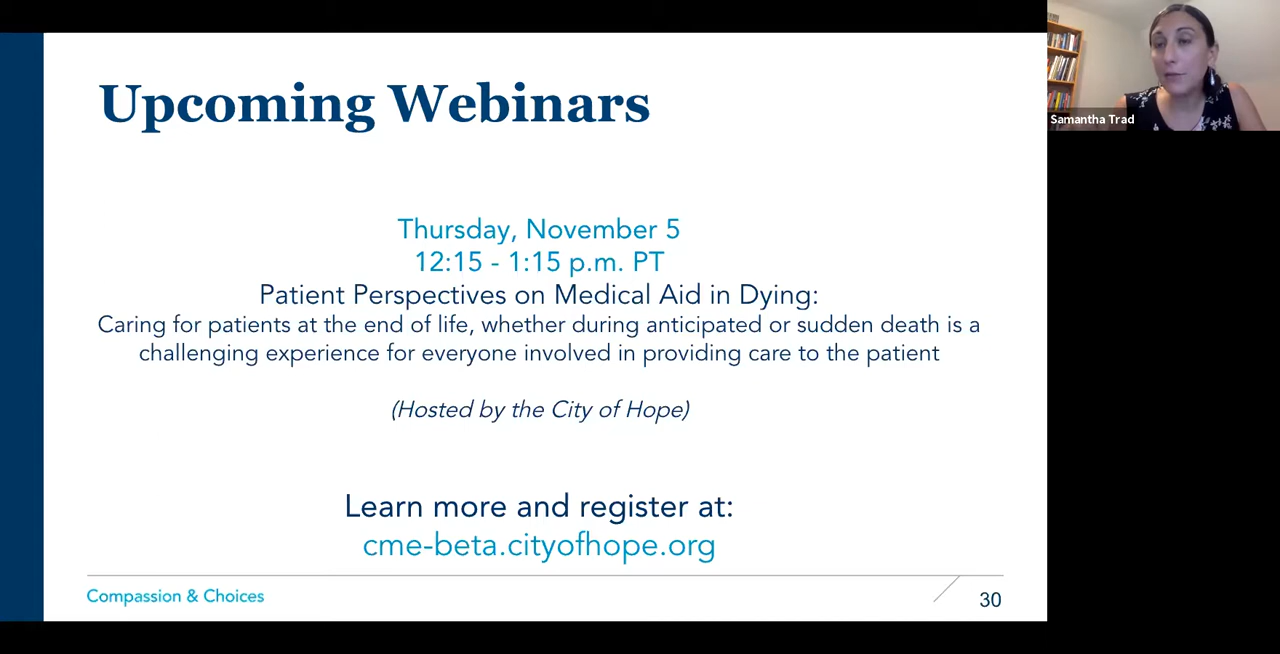 Upcoming Webinars
Samantha Trad
Thursday, November 5
12:15 - 1:15 p.m. PT
Patient Perspectives on Medical Aid in Dying:
Caring for patients at the end of life, whether during anticipated or sudden death is a
challenging experience for everyone involved in providing care to the patient
(Hosted by the City of Hope)
Learn more and register at:
cme-beta.cityofhope.org
Compassion & Choices
30